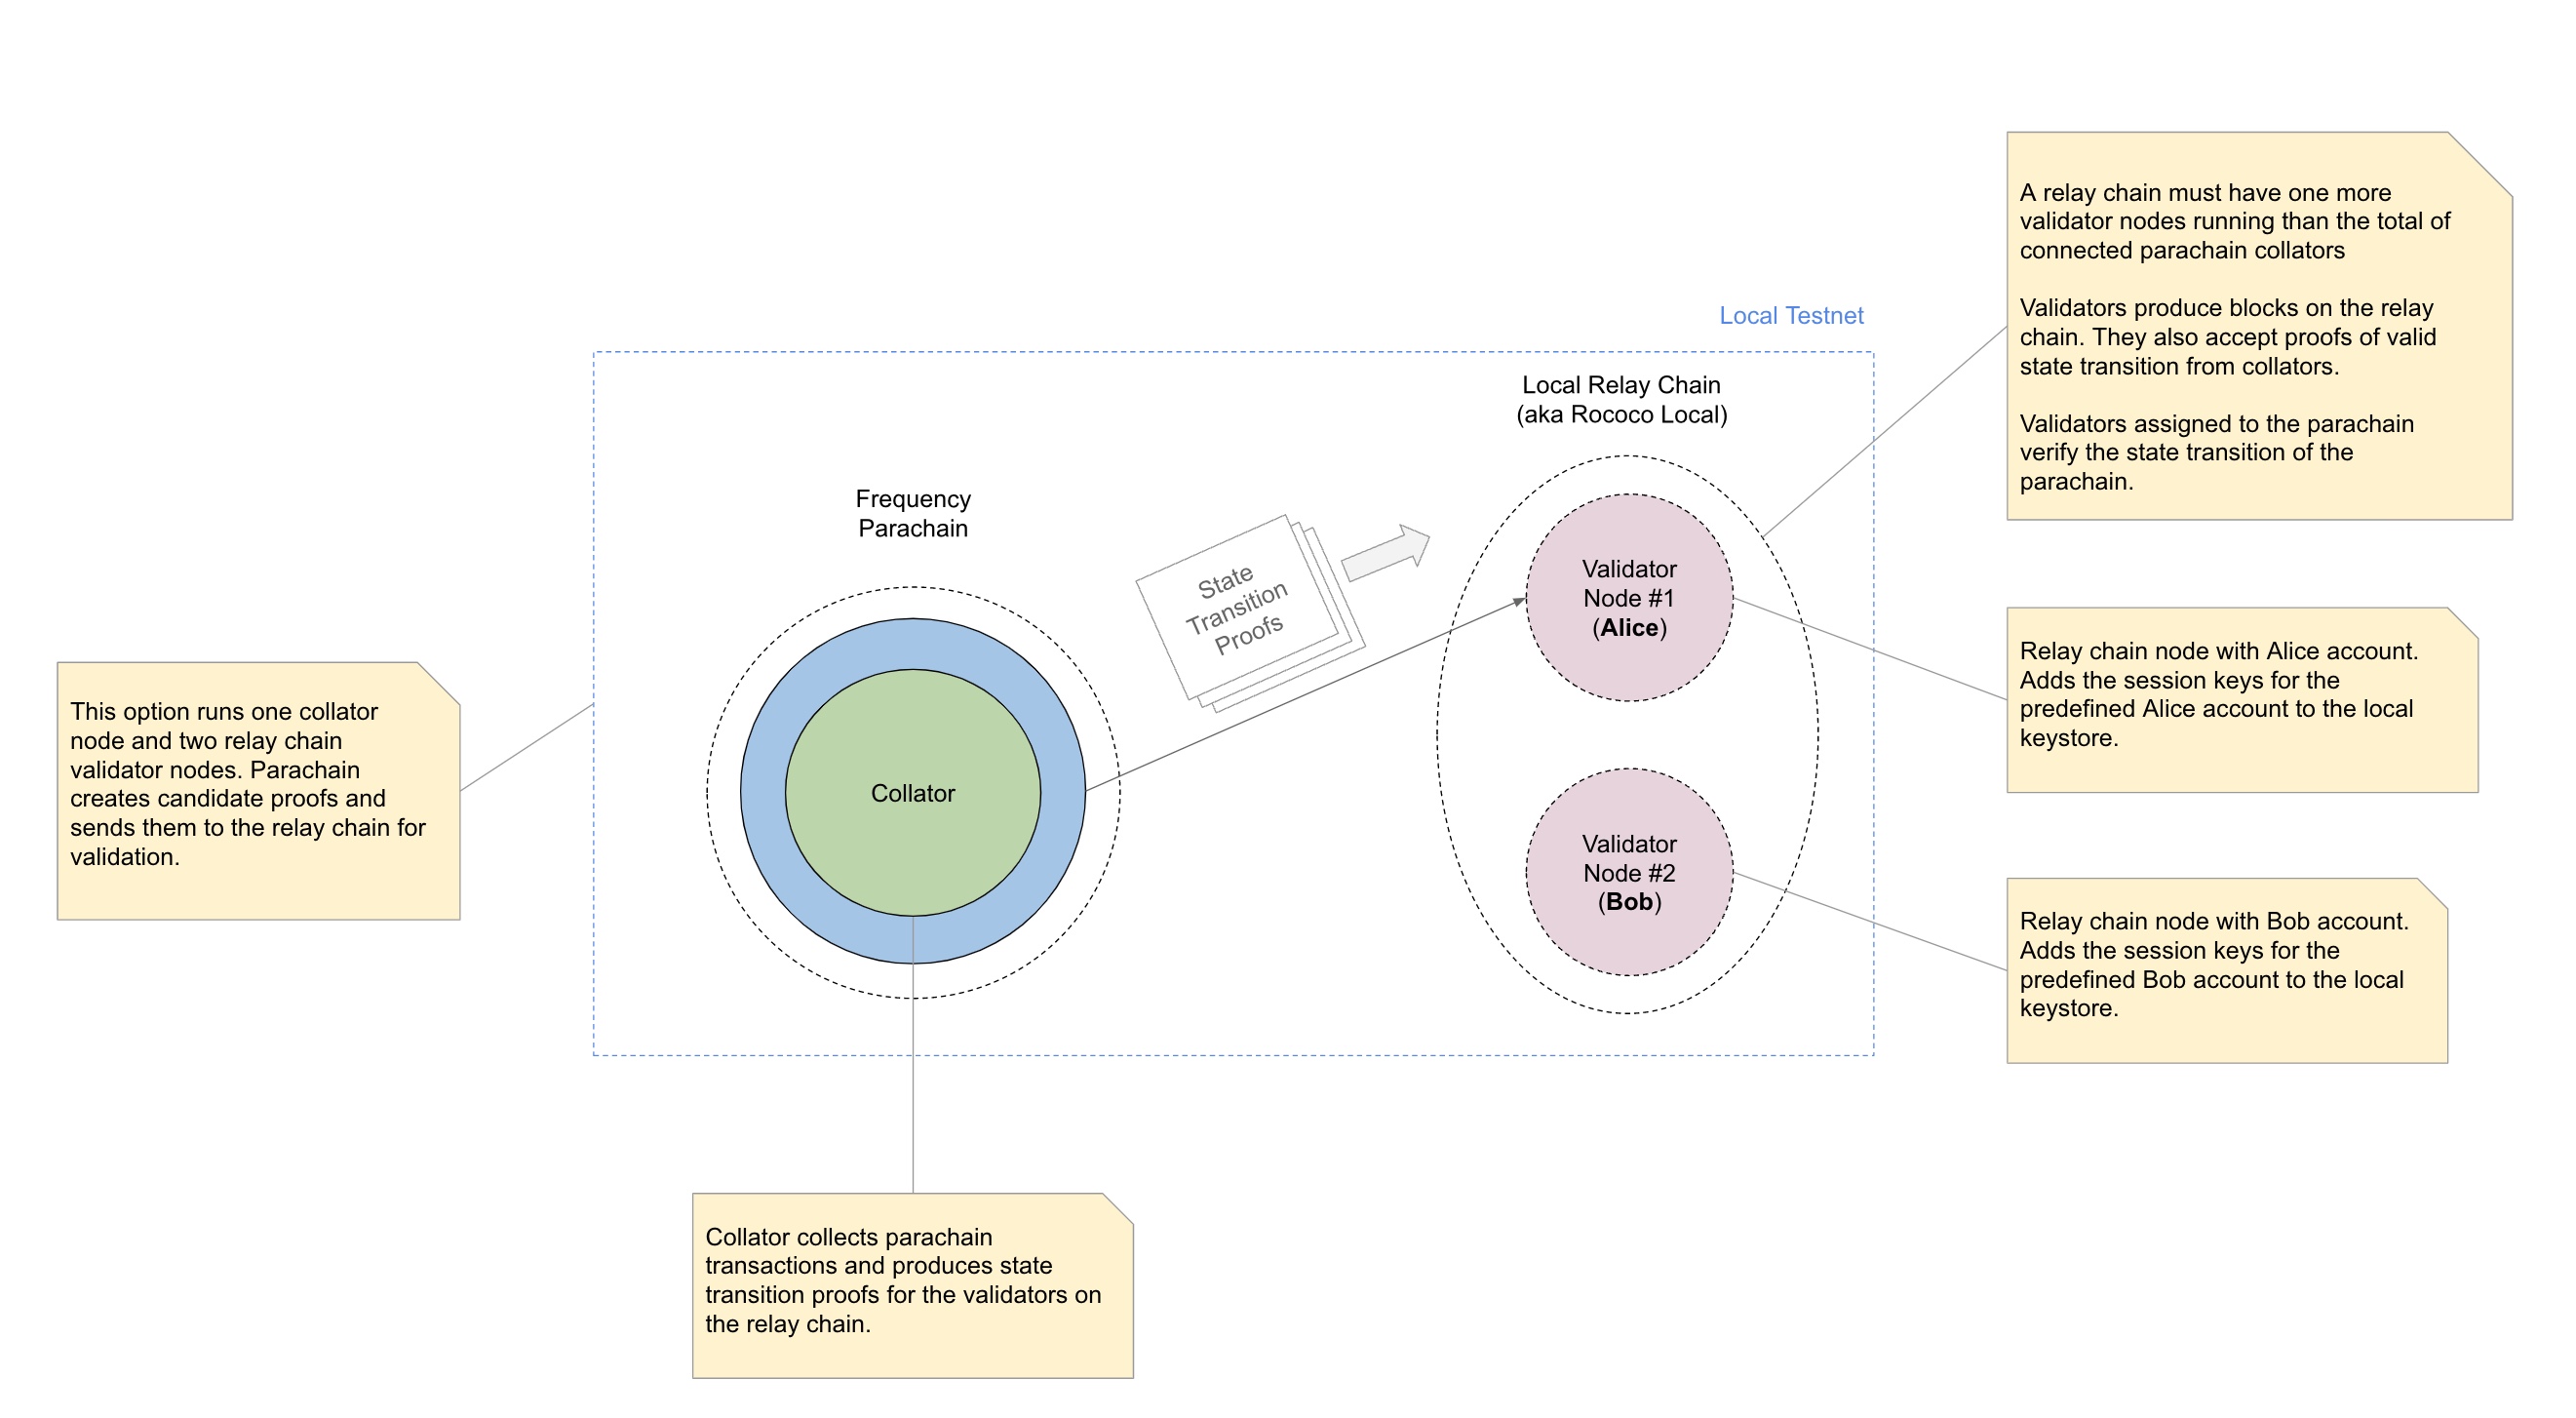 Local Testnet
This option runs one collator
node and two relay chain
validator nodes. Parachain
creates candidate proofs and
sends them to the relay chain for
validation.
Frequency
Parachain
Collator
State
Transition
Proofs
Local Relay Chain
(aka Rococo Local)
Validator
Node #1
(Alice)
Validator
Node #2
(Bob)
A relay chain must have one more
validator nodes running than the total of
connected parachain collators
Validators produce blocks on the relay
chain. They also accept proofs of valid
state transition from collators.
Validators assigned to the parachain
verify the state transition of the
parachain.
Relay chain node with Alice account.
Adds the session keys for the
predefined Alice account to the local
keystore.
Relay chain node with Bob account.
Adds the session keys for the
predefined Bob account to the local
keystore.
Collator collects parachain
transactions and produces state
transition proofs for the validators on
the relay chain.